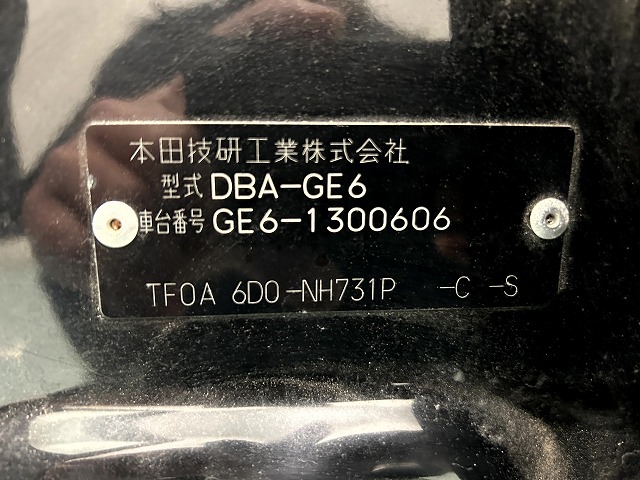 本田技研工業株式会社
型式 DBA-GE6
車台番号 GE6-1300606
TF0A 6D0-NH731P -C -S